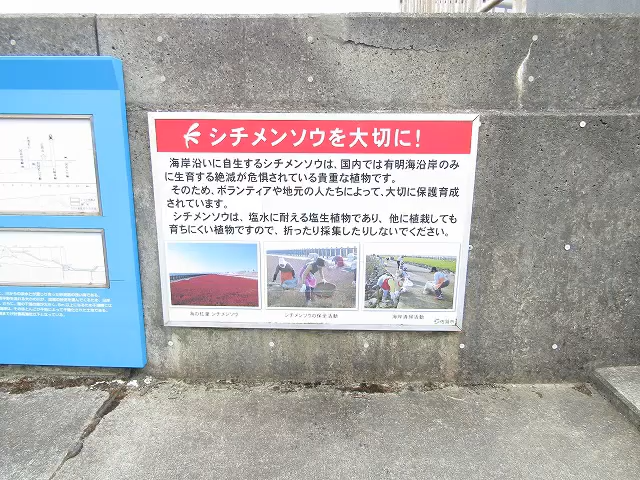 シチメンソウを大切に!
海岸沿いに自生するシチメンソウは、国内では有明海沿岸のみ
に生育する絶滅が危惧されている貴重な植物です。
そのため、ボランティアや地元の人たちによって、大切に保護育成
されています。
シチメンソウは、塩水に耐える塩生植物であり、他に植栽しても
育ちにくい植物ですので、折ったり採集したりしないでください。
海の紅葉 シチメンソウ
シチメンソウの保全活動
海岸清掃活動